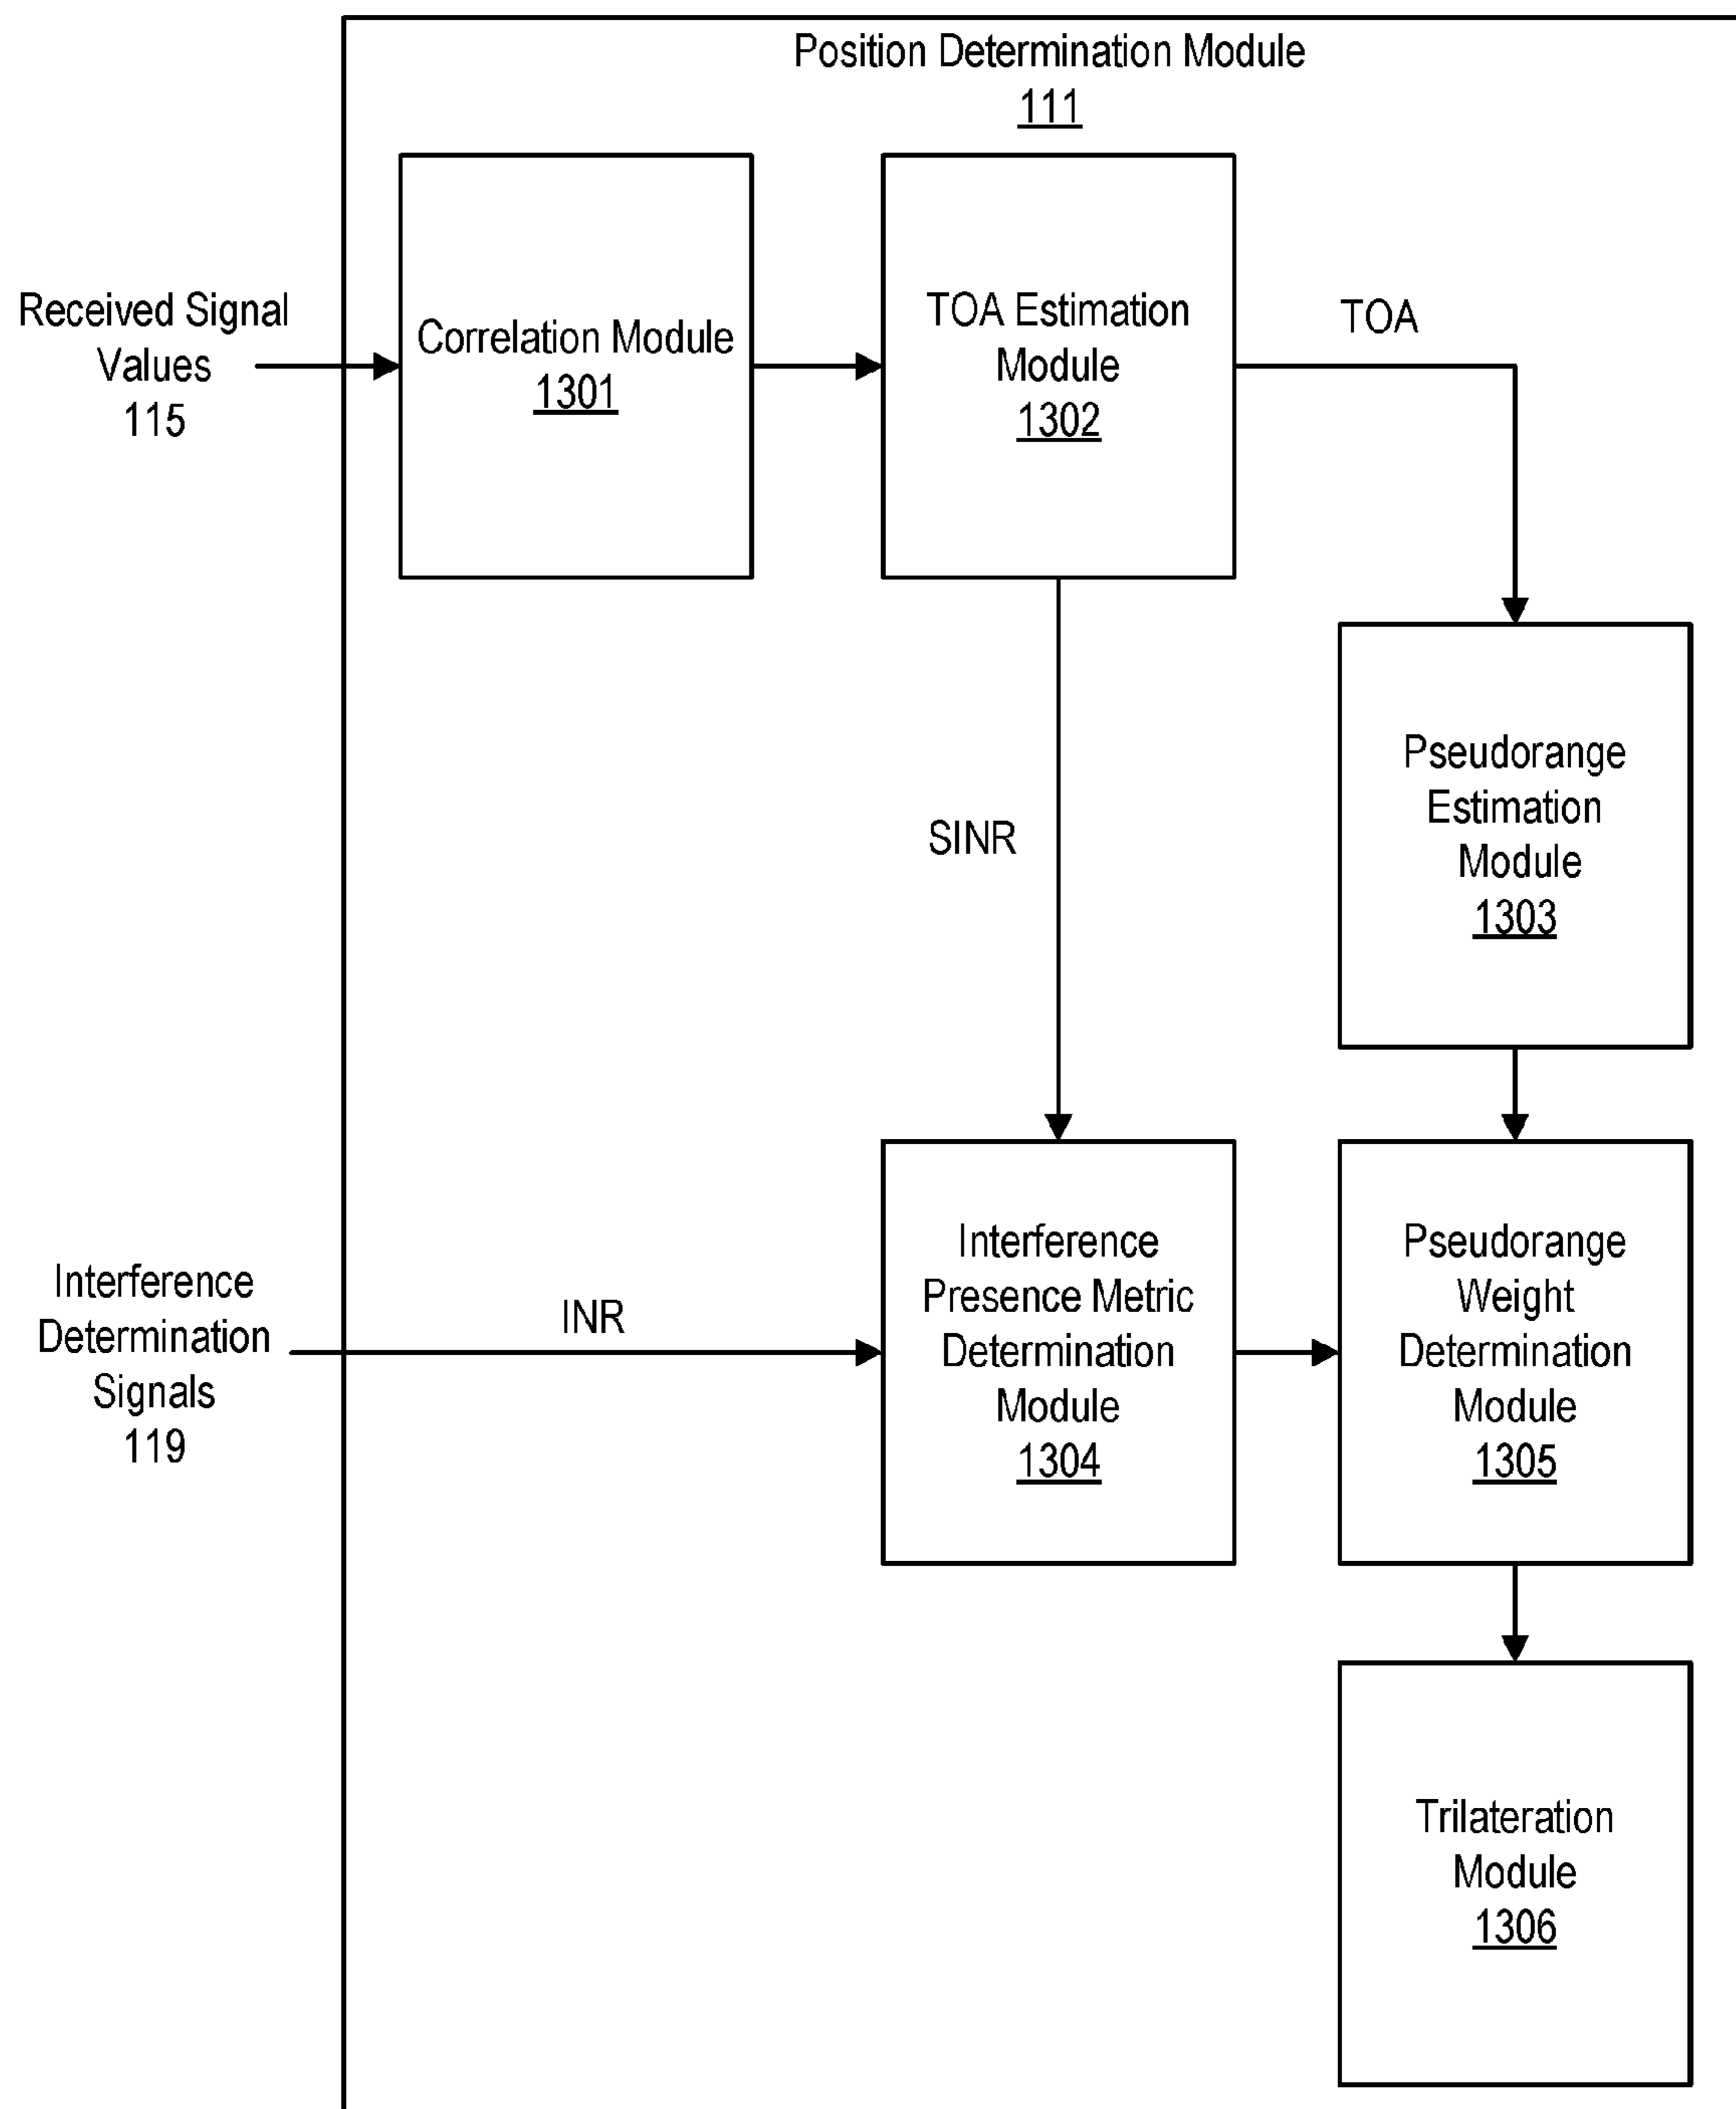 Position Determination Module
111
Received Signal
Values
115
Correlation Module
1301
TOA Estimation
Module
1302
TOA
Pseudorange
Estimation
Module
1303
SINR
Interference
Determination
Signals
119
INR
Interference
Presence Metric
Determination
Module
1304
Pseudorange
Weight
Determination
Module
1305
Trilateration
Module
1306